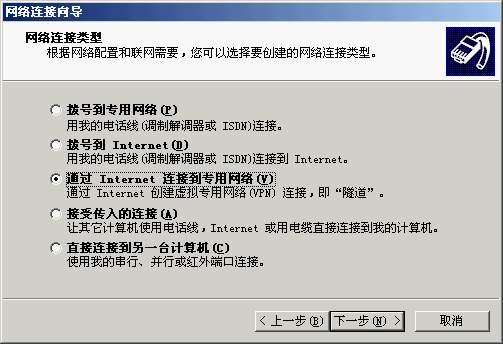 网络连接向导
网络连接类型
根据网络配置和联网需要，您可以选择要创建的网络连接类型。
拨号到专用网络(P)
用我的电话线(调制解调器或 ISDN)连接。
拨号到 Internet(D)
用我的电话线(调制解调器或 ISDN)连接到 Internet。
通过 Internet 连接到专用网络(V)
通过 Internet 创建虚拟专用网络(VPN) 连接，即“隧道”。
接受传入的连接(A)
让其它计算机使用电话线，Internet 或用电缆直接连接到我的计算机。
直接连接到另一台计算机(C)
使用我的串行、并行或红外端口连接。
< 上一步(B) 下一步(N) > 取消